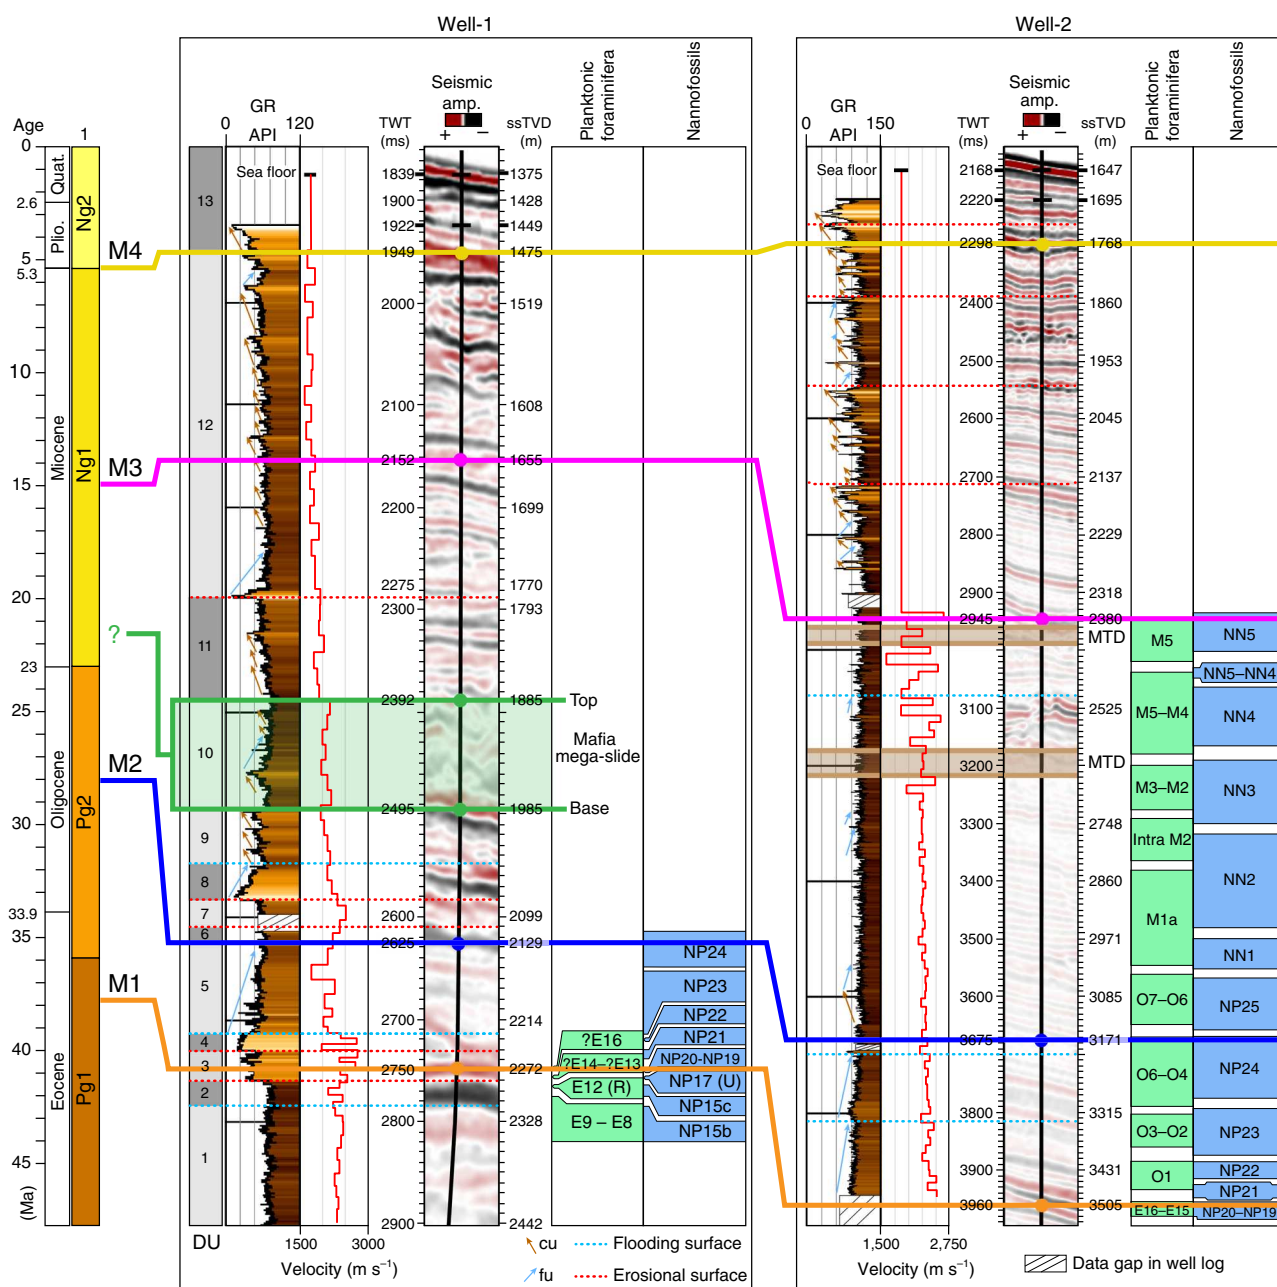 Well-1
Well-2
Age
1
GR
API
0
120
TWT
(ms)
Seismic
amp.
+
−
ssTVD
(m)
Planktonic
foraminifera
Nannofossils
GR
API
0
150
TWT
(ms)
Seismic
amp.
+
−
ssTVD
(m)
Planktonic
foraminifera
Nannofossils
0
2.6
5
5.3
10
15
20
23
25
30
33.9
35
40
45
(Ma)
Quat.
Plio.
Miocene
Oligocene
Eocene
Ng2
Ng1
Pg2
Pg1
M4
M3
?
M2
M1
13
12
11
10
9
8
7
6
5
4
3
2
1
DU
Sea floor
1839
1900
1922
1949
2000
2100
2152
2200
2275
2300
2392
2495
2600
2625
2700
2750
2800
2900
1375
1428
1449
1475
1519
1608
1655
1699
1770
1793
1885
1985
2099
2129
2214
2272
2328
2442
Top
Mafia
mega-slide
Base
?E16
?E14–?E13
E12 (R)
E9 – E8
NP24
NP23
NP22
NP21
NP20-NP19
NP17 (U)
NP15c
NP15b
1500
3000
Velocity (m s⁻¹)
cu
fu
Flooding surface
Erosional surface
Sea floor
2168
2220
2298
2400
2500
2600
2700
2800
2900
2945
3100
3200
3300
3400
3500
3600
3675
3800
3900
3960
1647
1695
1768
1860
1953
2045
2137
2229
2318
2380
MTD
2525
MTD
2748
2860
2971
3085
3171
3315
3431
3505
M5
M5–M4
M3–M2
Intra M2
M1a
O7–O6
O6–O4
O3–O2
O1
E16–E15
NN5
NN5–NN4
NN4
NN3
NN2
NN1
NP25
NP24
NP23
NP22
NP21
NP20–NP19
1,500
2,750
Velocity (m s⁻¹)
Data gap in well log